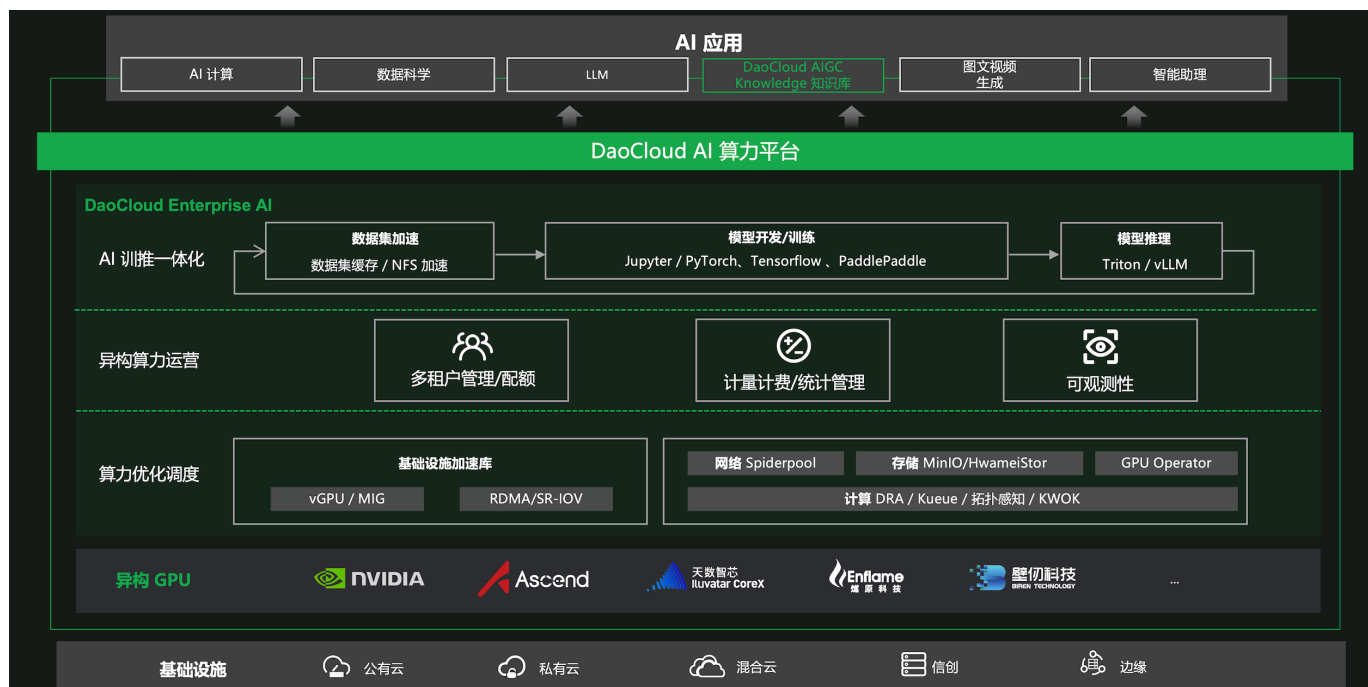 AI 应用
AI 计算
数据科学
LLM
DaoCloud AIGC
Knowledge 知识库
图文视频
生成
智能助理
DaoCloud AI 算力平台
DaoCloud Enterprise AI
AI 训推一体化
数据集加速
数据集缓存 / NFS 加速
模型开发/训练
Jupyter / PyTorch、Tensorflow 、PaddlePaddle
模型推理
Triton / vLLM
异构算力运营
多租户管理/配额
计量计费/统计管理
可观测性
算力优化调度
基础设施加速库
vGPU / MIG
RDMA/SR-IOV
网络 Spiderpool
存储 MinIO/HwameiStor
GPU Operator
计算 DRA / Kueue / 拓扑感知 / KWOK
异构 GPU
NVIDIA
Ascend
天数智芯
Iluvatar CoreX
Enflame
燧原科技
壁仞科技
BIREN TECHNOLOGY
...
基础设施
公有云
私有云
混合云
信创
边缘